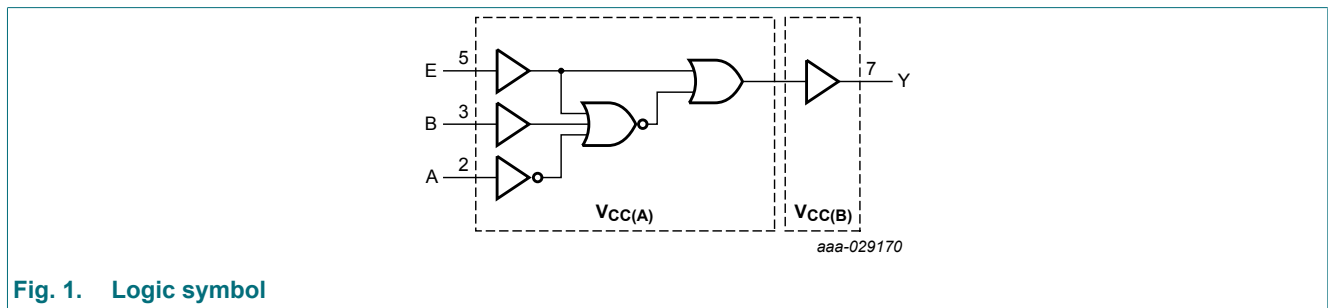 E 5
7 Y
B 3
A 2
VCC(A) VCC(B)
aaa-029170
Fig. 1. Logic symbol